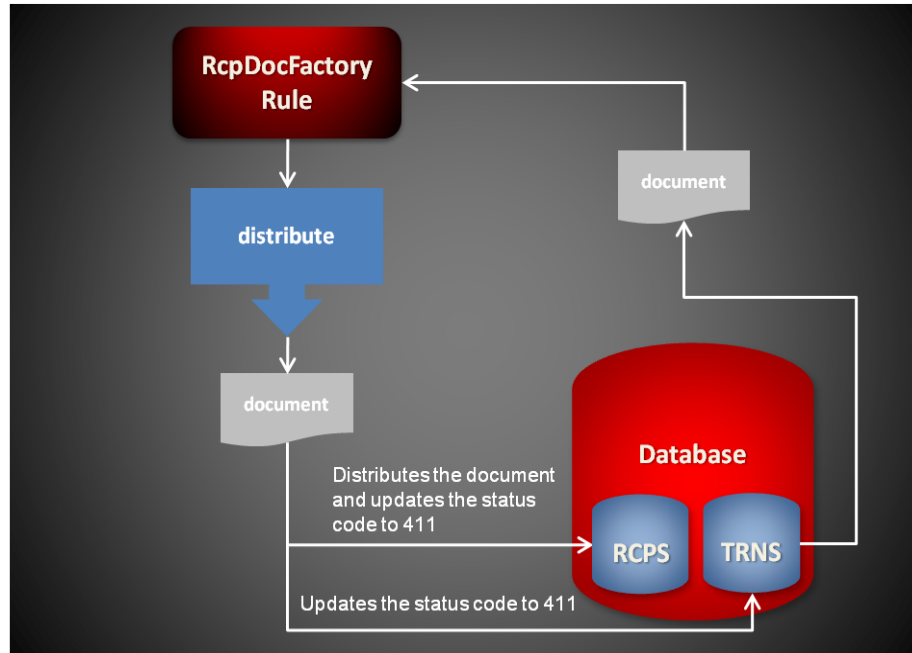 RcpDocFactory
Rule
document
distribute
document
Database
Distributes the document
and updates the status
code to 411
RCPS
TRNS
Updates the status code to 411